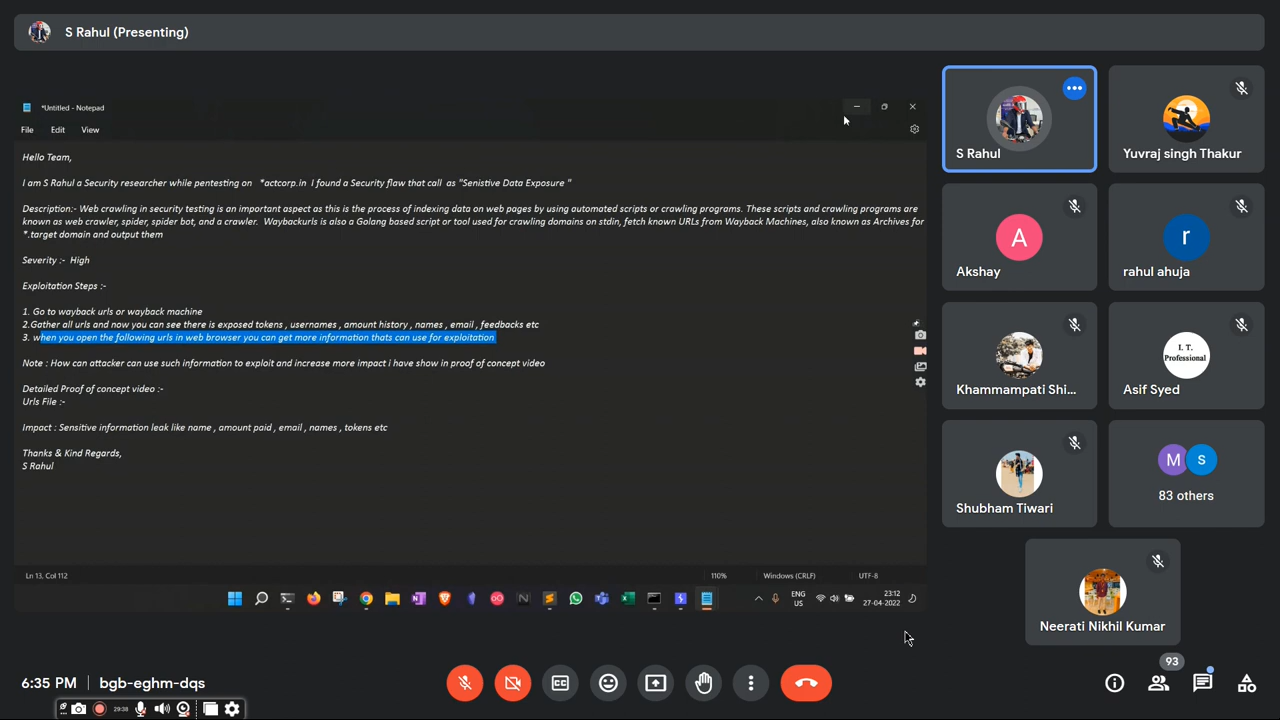 S Rahul (Presenting)
*Untitled - Notepad
File Edit View
Hello Team,
I am S Rahul a Security researcher while pentesting on *actcorp.in I found a Security flaw that call as "Senistive Data Exposure "
Description:- Web crawling in security testing is an important aspect as this is the process of indexing data on web pages by using automated scripts or crawling programs. These scripts and crawling programs are
known as web crawler, spider, spider bot, and a crawler. Waybackurls is also a Golang based script or tool used for crawling domains on stdin, fetch known URLs from Wayback Machines, also known as Archives for
*.target domain and output them
Severity :- High
Exploitation Steps :-
1. Go to wayback urls or wayback machine
2.Gather all urls and now you can see there is exposed tokens , usernames , amount history , names , email , feedbacks etc
3. when you open the following urls in web browser you can get more information thats can use for exploitation
Note : How can attacker can use such information to exploit and increase more impact i have show in proof of concept video
Detailed Proof of concept video :-
Urls File :-
Impact : Sensitive information leak like name , amount paid , email , names , tokens etc
Thanks & Kind Regards,
S Rahul
Ln 13, Col 112
110%
Windows (CRLF)
UTF-8
ENG
US
23:12
27-04-2022
S Rahul
Yuvraj singh Thakur
A
Akshay
r
rahul ahuja
Khammampati Shi...
I. T.
Professional
Asif Syed
Shubham Tiwari
M s
83 others
Neerati Nikhil Kumar
6:35 PM
bgb-eghm-dqs
93
29:38